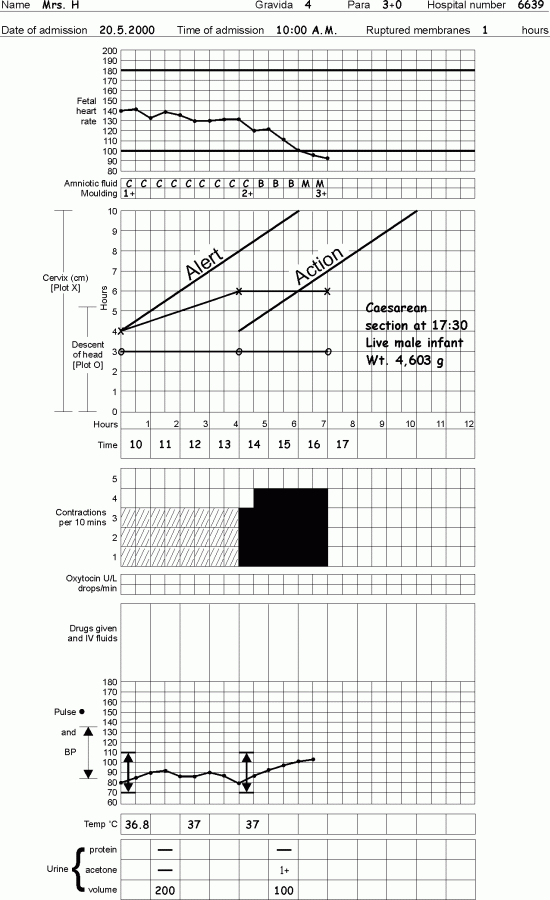 Name Mrs. H Gravida 4 Para 3+0 Hospital number 6639
Date of admission 20.5.2000 Time of admission 10:00 A.M. Ruptured membranes 1 hours
200
190
180
170
160
Fetal heart rate
150
140
130
120
110
100
90
80
Amniotic fluid C C C C C C C C C B B B M M
Moulding 1+ 2+ 3+
10
9
8
7
Cervix (cm)
[Plot X]
6
5
4
Descent
of head
[Plot O]
3
2
1
0
Hours
Alert
Action
Caesarean
section at 17:30
Live male infant
Wt. 4,603 g
Hours 1 2 3 4 5 6 7 8 9 10 11 12
Time 10 11 12 13 14 15 16 17
5
4
Contractions
per 10 mins
3
2
1
Oxytocin U/L
drops/min
Drugs given
and IV fluids
180
170
160
Pulse
150
140
and
130
120
BP
110
100
90
80
70
60
Temp °C 36.8 37 37
Urine
protein – –
acetone – 1+
volume 200 100